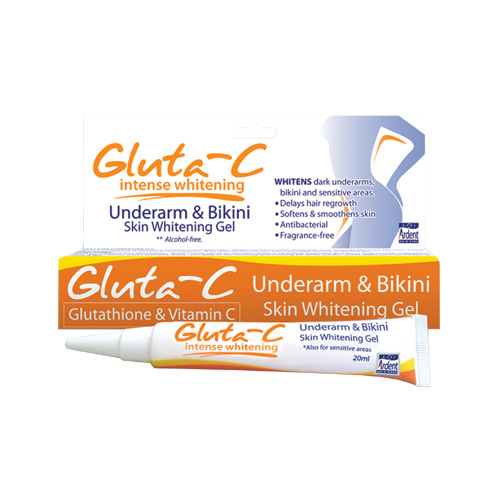 Gluta-C
intense whitening
Underarm & Bikini
Skin Whitening Gel
** Alcohol-free.
WHITENS dark underarms,
bikini and sensitive areas.
• Delays hair regrowth
• Softens & smoothens skin
• Antibacterial
• Fragrance-free
Ardent
Gluta-C
Glutathione & Vitamin C
Underarm & Bikini
Skin Whitening Gel
Gluta-C
intense whitening
Underarm & Bikini
Skin Whitening Gel
*Also for sensitive areas
20ml
Ardent